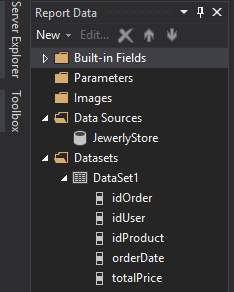 Server Explorer
Toolbox
Report Data
New Edit...
Built-in Fields
Parameters
Images
Data Sources
JewerlyStore
Datasets
DataSet1
idOrder
idUser
idProduct
orderDate
totalPrice